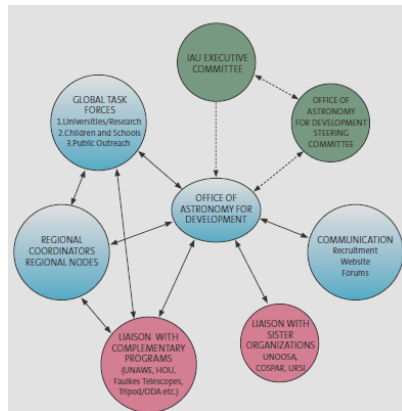 IAU EXECUTIVE
COMMITTEE
GLOBAL TASK
FORCES
1.Universities/Research
2.Children and Schools
3.Public Outreach
OFFICE OF
ASTRONOMY
FOR DEVELOPMENT
STEERING
COMMITTEE
OFFICE OF
ASTRONOMY FOR
DEVELOPMENT
REGIONAL
COORDINATORS
REGIONAL NODES
COMMUNICATION
Recruitment
Website
Forums
LIAISON WITH
COMPLEMENTARY
PROGRAMS
(UNAWE, HOU,
Faulkes Telescopes,
Tripod/ODA etc.)
LIAISON WITH
SISTER
ORGANIZATIONS
UNOOSA,
COSPAR, URSI,